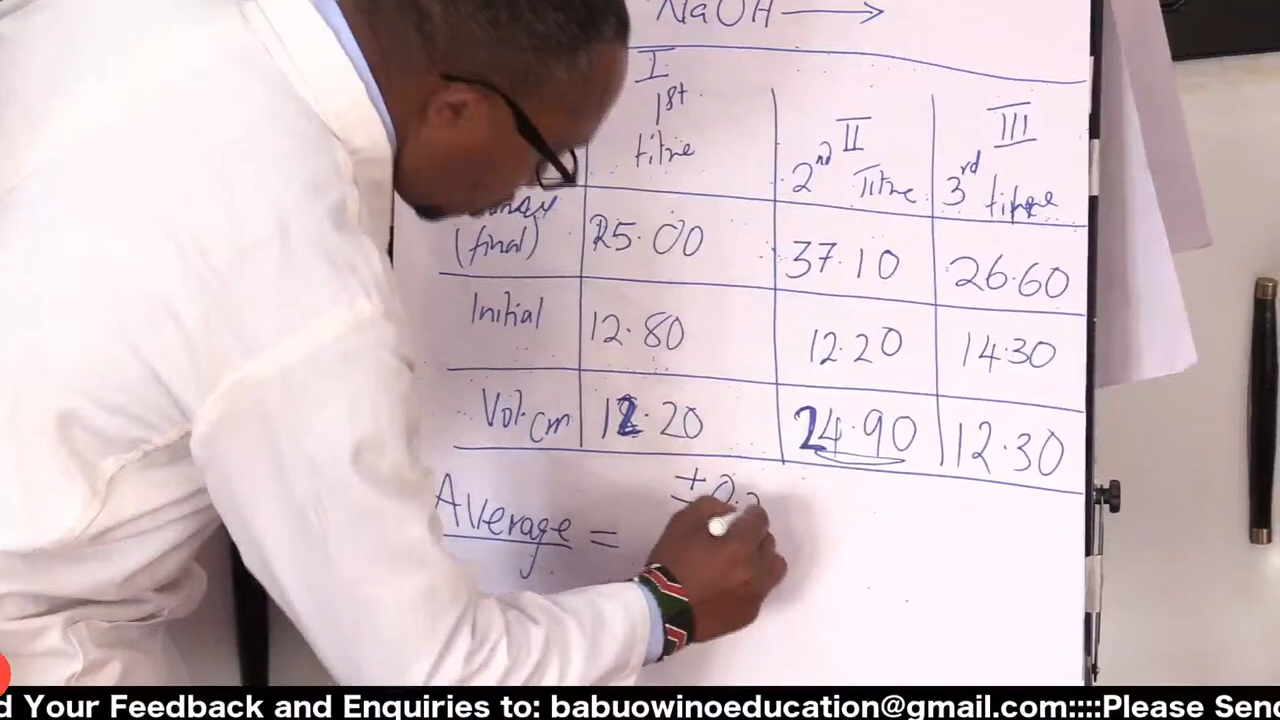 NaOH →
I
1st
titre
II
2nd
Titre
III
3rd
titre
(final)
25.00
37.10
26.60
Initial
12.80
12.20
14.30
Vol. cm
12.20
24.90
12.30
Average =
±0.2
d Your Feedback and Enquiries to: babuowinoeducation@gmail.com::::Please Send